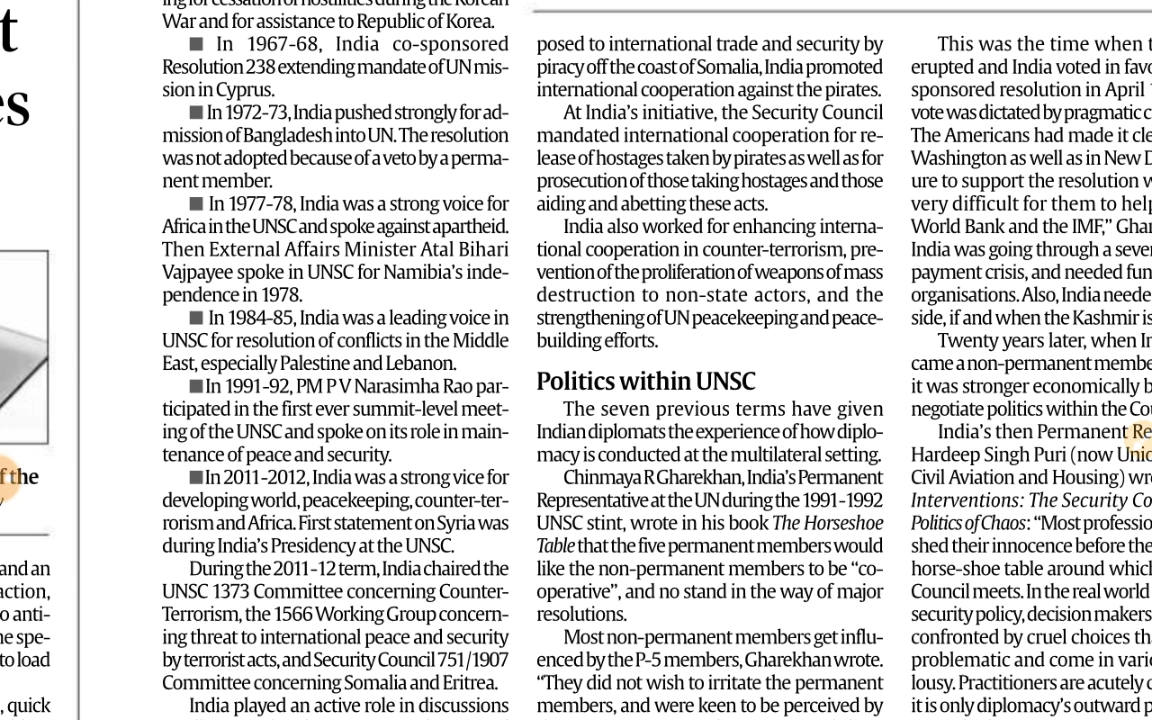 t
es
f the
and an
action,
o anti-
he spe-
to load
, quick
ing for cessation of hostilities during the Korean
War and for assistance to Republic of Korea.
■ In 1967-68, India co-sponsored
Resolution 238 extending mandate of UN mis-
sion in Cyprus.
■ In 1972-73, India pushed strongly for ad-
mission of Bangladesh into UN. The resolution
was not adopted because of a veto by a perma-
nent member.
■ In 1977-78, India was a strong voice for
Africa in the UNSC and spoke against apartheid.
Then External Affairs Minister Atal Bihari
Vajpayee spoke in UNSC for Namibia's inde-
pendence in 1978.
■ In 1984-85, India was a leading voice in
UNSC for resolution of conflicts in the Middle
East, especially Palestine and Lebanon.
■ In 1991-92, PM P V Narasimha Rao par-
ticipated in the first ever summit-level meet-
ing of the UNSC and spoke on its role in main-
tenance of peace and security.
■ In 2011-2012, India was a strong vice for
developing world, peacekeeping, counter-ter-
rorism and Africa. First statement on Syria was
during India's Presidency at the UNSC.
During the 2011-12 term, India chaired the
UNSC 1373 Committee concerning Counter-
Terrorism, the 1566 Working Group concern-
ing threat to international peace and security
by terrorist acts, and Security Council 751/1907
Committee concerning Somalia and Eritrea.
India played an active role in discussions
posed to international trade and security by
piracy off the coast of Somalia, India promoted
international cooperation against the pirates.
At India's initiative, the Security Council
mandated international cooperation for re-
lease of hostages taken by pirates as well as for
prosecution of those taking hostages and those
aiding and abetting these acts.
India also worked for enhancing interna-
tional cooperation in counter-terrorism, pre-
vention of the proliferation of weapons of mass
destruction to non-state actors, and the
strengthening of UN peacekeeping and peace-
building efforts.
Politics within UNSC
The seven previous terms have given
Indian diplomats the experience of how diplo-
macy is conducted at the multilateral setting.
Chinmaya R Gharekhan, India's Permanent
Representative at the UN during the 1991-1992
UNSC stint, wrote in his book The Horseshoe
Table that the five permanent members would
like the non-permanent members to be "co-
operative", and no stand in the way of major
resolutions.
Most non-permanent members get influ-
enced by the P-5 members, Gharekhan wrote.
"They did not wish to irritate the permanent
members, and were keen to be perceived by
This was the time when t
erupted and India voted in favo
sponsored resolution in April 1
vote was dictated by pragmatic c
The Americans had made it cle
Washington as well as in New D
ure to support the resolution w
very difficult for them to help
World Bank and the IMF," Ghar
India was going through a sever
payment crisis, and needed fun
organisations. Also, India neede
side, if and when the Kashmir is
Twenty years later, when In
came a non-permanent membe
it was stronger economically b
negotiate politics within the Cou
India's then Permanent Re
Hardeep Singh Puri (now Unio
Civil Aviation and Housing) wro
Interventions: The Security Co
Politics of Chaos: "Most professio
shed their innocence before the
horse-shoe table around which
Council meets. In the real world
security policy, decision makers
confronted by cruel choices tha
problematic and come in vario
lousy. Practitioners are acutely c
it is only diplomacy's outward p